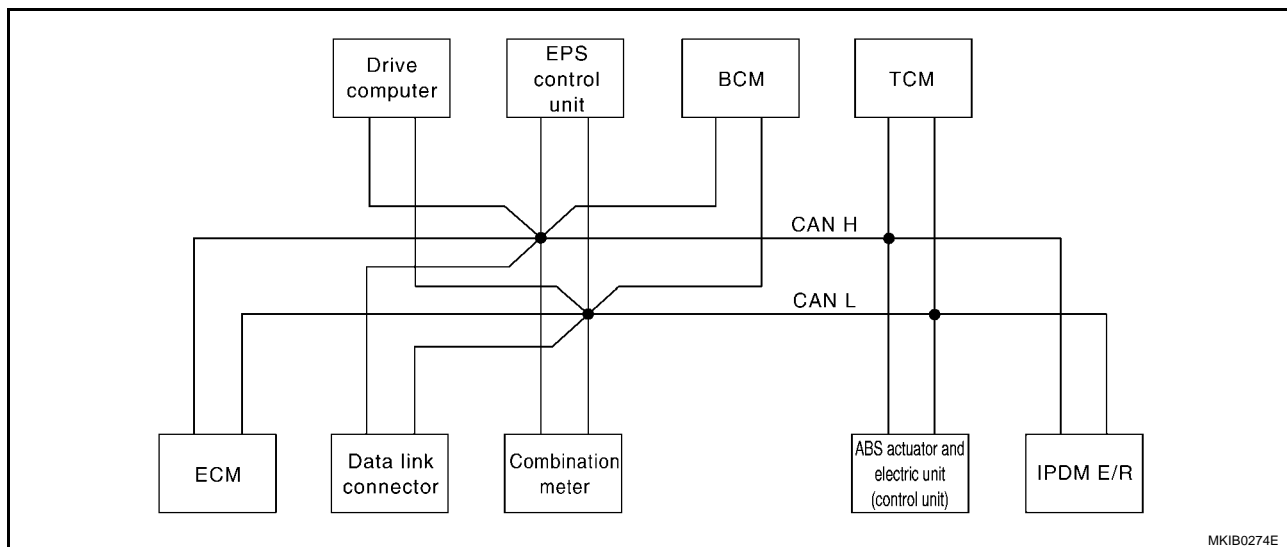 Drive
computer
EPS
control
unit
BCM
TCM
CAN H
CAN L
ECM
Data link
connector
Combination
meter
ABS actuator and
electric unit
(control unit)
IPDM E/R
MKIB0274E